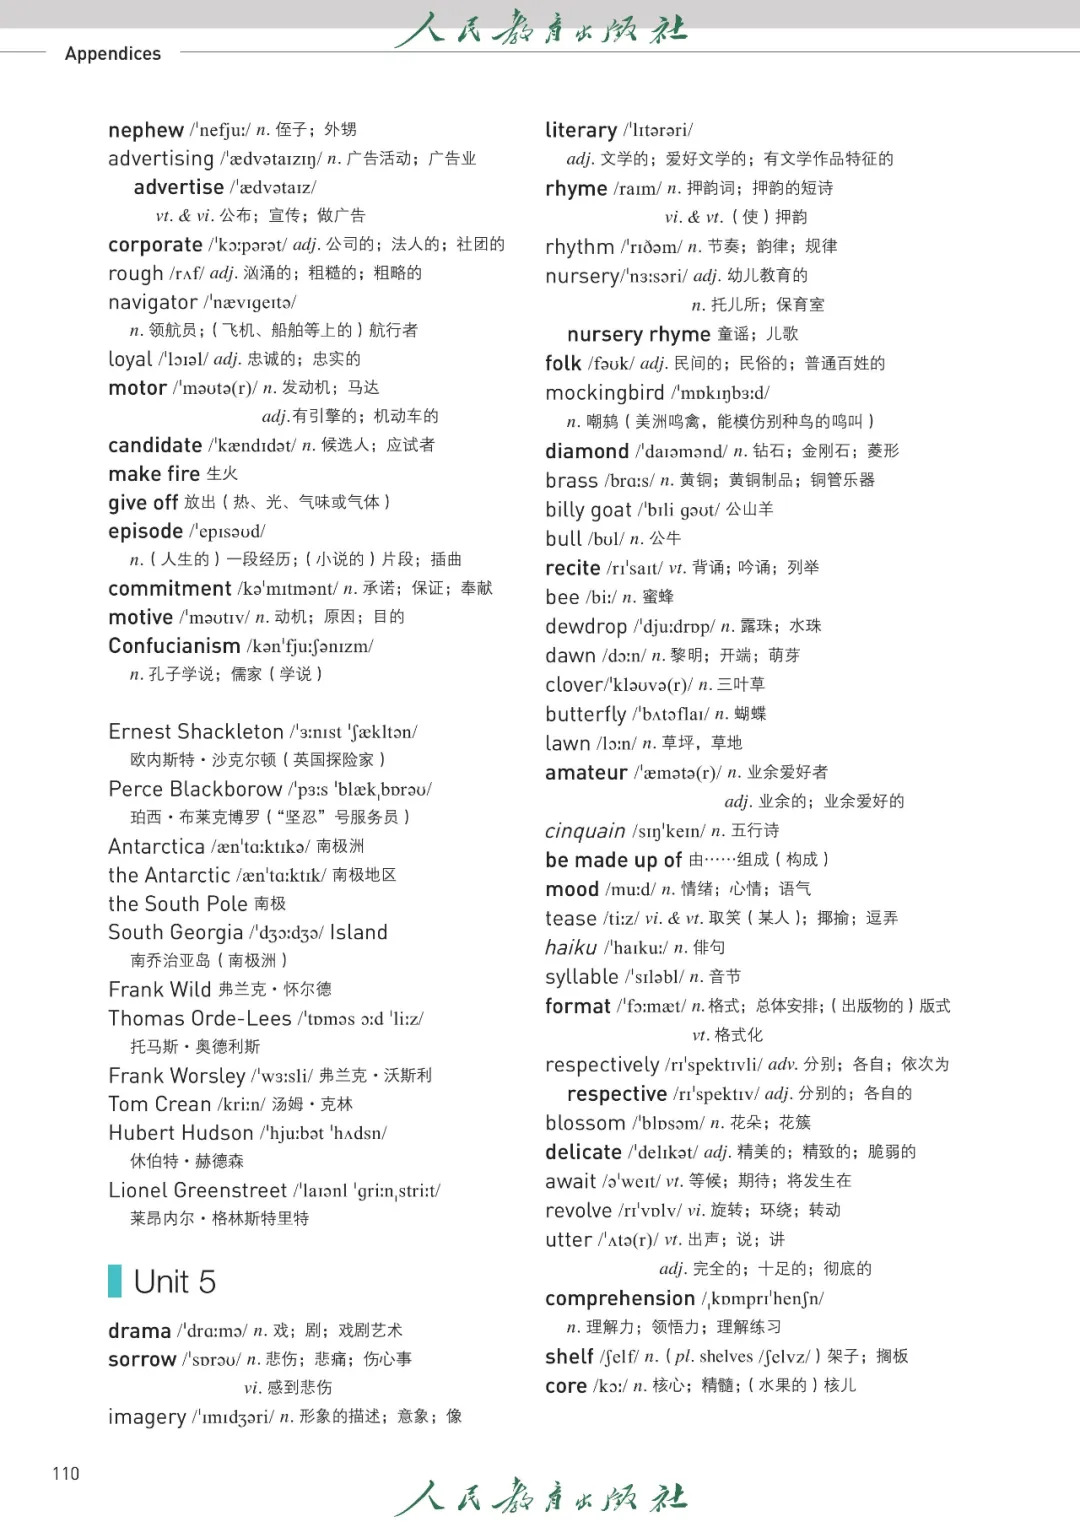 人民教育出版社
Appendices
nephew /ˈnefjuː/ n. 侄子；外甥
advertising /ˈædvətaɪzɪŋ/ n. 广告活动；广告业
advertise /ˈædvətaɪz/
vt. & vi. 公布；宣传；做广告
corporate /ˈkɔːpərət/ adj. 公司的；法人的；社团的
rough /rʌf/ adj. 汹涌的；粗糙的；粗略的
navigator /ˈnævɪɡeɪtə/
n. 领航员；（飞机、船舶等上的）航行者
loyal /ˈlɔɪəl/ adj. 忠诚的；忠实的
motor /ˈməʊtə(r)/ n. 发动机；马达
adj.有引擎的；机动车的
candidate /ˈkændɪdət/ n. 候选人；应试者
make fire 生火
give off 放出（热、光、气味或气体）
episode /ˈepɪsəʊd/
n.（人生的）一段经历；（小说的）片段；插曲
commitment /kəˈmɪtmənt/ n. 承诺；保证；奉献
motive /ˈməʊtɪv/ n. 动机；原因；目的
Confucianism /kənˈfjuːʃənɪzm/
n. 孔子学说；儒家（学说）
Ernest Shackleton /ˈɜːnɪst ˈʃækltən/
欧内斯特·沙克尔顿（英国探险家）
Perce Blackborow /ˈpɜːs ˈblækˌbɒrəʊ/
珀西·布莱克博罗（“坚忍”号服务员）
Antarctica /ænˈtɑːktɪkə/ 南极洲
the Antarctic /ænˈtɑːktɪk/ 南极地区
the South Pole 南极
South Georgia /ˈdʒɔːdʒə/ Island
南乔治亚岛（南极洲）
Frank Wild 弗兰克·怀尔德
Thomas Orde-Lees /ˈtɒməs ɔːd ˈliːz/
托马斯·奥德利斯
Frank Worsley /ˈwɜːsli/ 弗兰克·沃斯利
Tom Crean /kriːn/ 汤姆·克林
Hubert Hudson /ˈhjuːbət ˈhʌdsn/
休伯特·赫德森
Lionel Greenstreet /ˈlaɪənl ˈɡriːnˌstriːt/
莱昂内尔·格林斯特里特
Unit 5
drama /ˈdrɑːmə/ n. 戏；剧；戏剧艺术
sorrow /ˈsɒrəʊ/ n. 悲伤；悲痛；伤心事
vi. 感到悲伤
imagery /ˈɪmɪdʒəri/ n. 形象的描述；意象；像
literary /ˈlɪtərəri/
adj. 文学的；爱好文学的；有文学作品特征的
rhyme /raɪm/ n. 押韵词；押韵的短诗
vi. & vt.（使）押韵
rhythm /ˈrɪðəm/ n. 节奏；韵律；规律
nursery/ˈnɜːsəri/ adj. 幼儿教育的
n. 托儿所；保育室
nursery rhyme 童谣；儿歌
folk /fəʊk/ adj. 民间的；民俗的；普通百姓的
mockingbird /ˈmɒkɪŋbɜːd/
n. 嘲鸫（美洲鸣禽，能模仿别种鸟的鸣叫）
diamond /ˈdaɪəmənd/ n. 钻石；金刚石；菱形
brass /brɑːs/ n. 黄铜；黄铜制品；铜管乐器
billy goat /ˈbɪli ɡəʊt/ 公山羊
bull /bʊl/ n. 公牛
recite /rɪˈsaɪt/ vt. 背诵；吟诵；列举
bee /biː/ n. 蜜蜂
dewdrop /ˈdjuːdrɒp/ n. 露珠；水珠
dawn /dɔːn/ n. 黎明；开端；萌芽
clover/ˈkləʊvə(r)/ n. 三叶草
butterfly /ˈbʌtəflaɪ/ n. 蝴蝶
lawn /lɔːn/ n. 草坪，草地
amateur /ˈæmətə(r)/ n. 业余爱好者
adj. 业余的；业余爱好的
cinquain /sɪŋˈkeɪn/ n. 五行诗
be made up of 由……组成（构成）
mood /muːd/ n. 情绪；心情；语气
tease /tiːz/ vi. & vt. 取笑（某人）；揶揄；逗弄
haiku /ˈhaɪkuː/ n. 俳句
syllable /ˈsɪləbl/ n. 音节
format /ˈfɔːmæt/ n. 格式；总体安排；（出版物的）版式
vt. 格式化
respectively /rɪˈspektɪvli/ adv. 分别；各自；依次为
respective /rɪˈspektɪv/ adj. 分别的；各自的
blossom /ˈblɒsəm/ n. 花朵；花簇
delicate /ˈdelɪkət/ adj. 精美的；精致的；脆弱的
await /əˈweɪt/ vt. 等候；期待；将发生在
revolve /rɪˈvɒlv/ vi. 旋转；环绕；转动
utter /ˈʌtə(r)/ vt. 出声；说；讲
adj. 完全的；十足的；彻底的
comprehension /ˌkɒmprɪˈhenʃn/
n. 理解力；领悟力；理解练习
shelf /ʃelf/ n.（pl. shelves /ʃelvz/）架子；搁板
core /kɔː/ n. 核心；精髓；（水果的）核儿
110
人民教育出版社